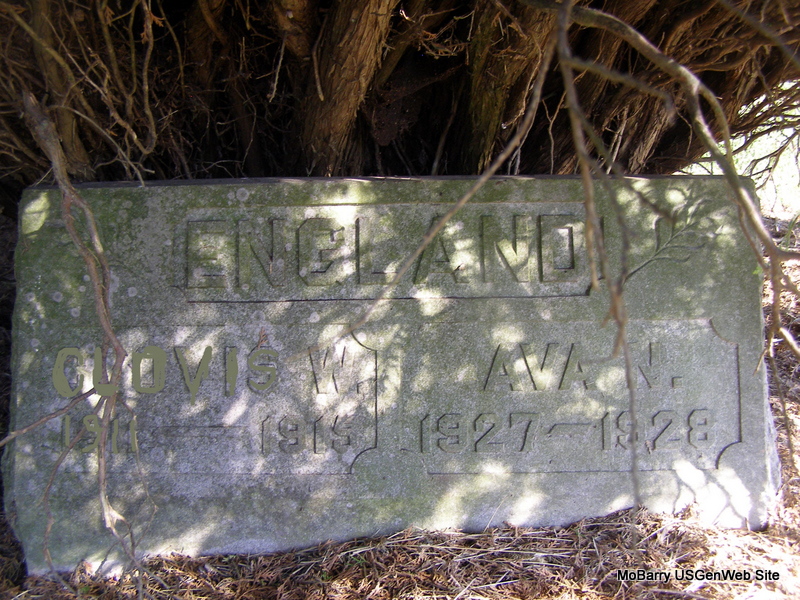 ENGLAND
CLOVIS W.
1911 — 1915
AVA N.
1927 — 1928
MoBarry USGenWeb Site